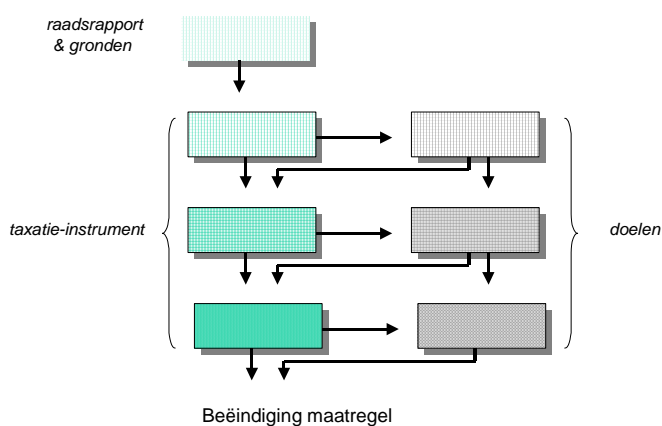 raadsrapport
& gronden
taxatie-instrument
doelen
Beëindiging maatregel